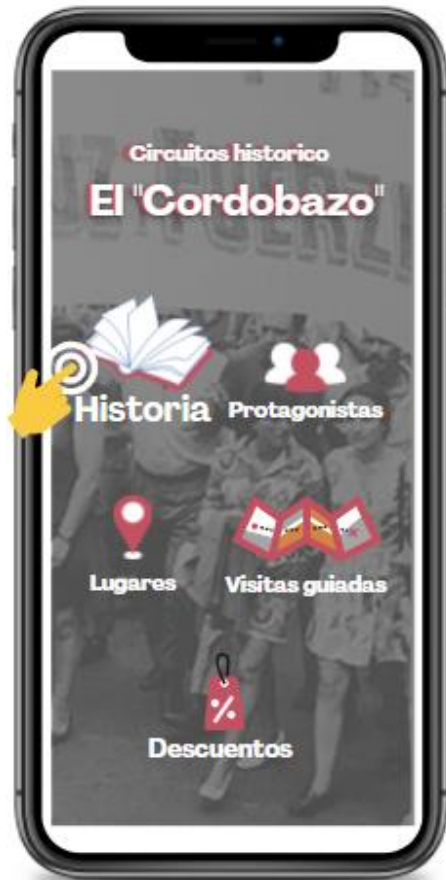 Circuitos historico
El "Cordobazo"
Historia
Protagonistas
Lugares
Visitas guiadas
%
Descuentos